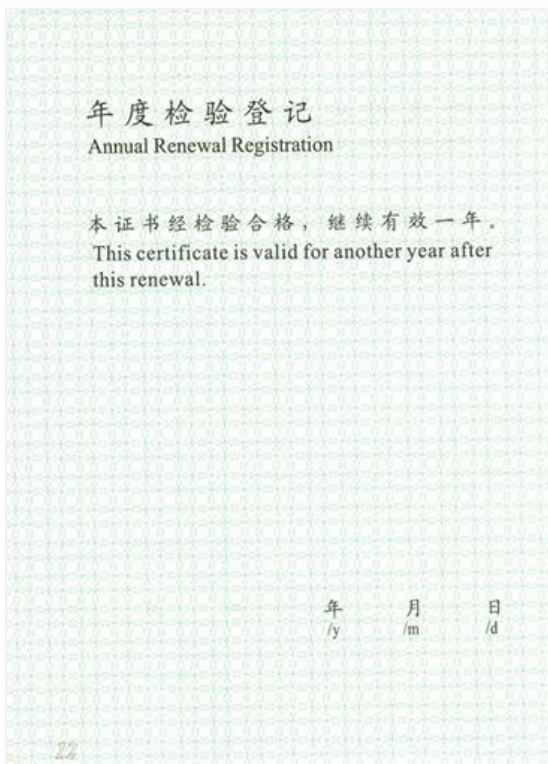 年度检验登记
Annual Renewal Registration
本证书经检验合格，继续有效一年。
This certificate is valid for another year after
this renewal.
年 月 日
/y /m /d
22